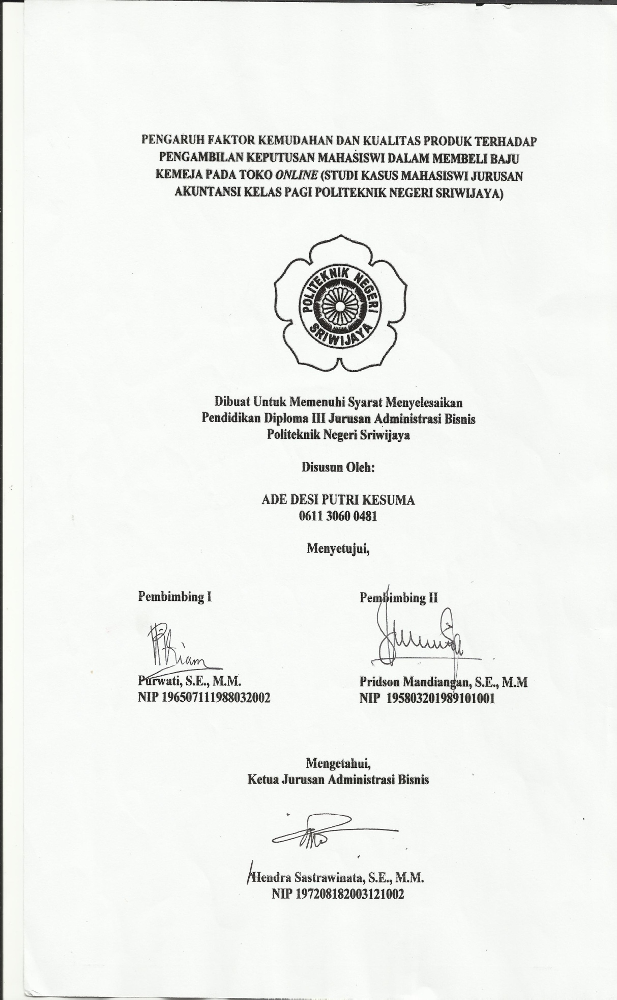 PENGARUH FAKTOR KEMUDAHAN DAN KUALITAS PRODUK TERHADAP
PENGAMBILAN KEPUTUSAN MAHASISWI DALAM MEMBELI BAJU
KEMEJA PADA TOKO ONLINE (STUDI KASUS MAHASISWI JURUSAN
AKUNTANSI KELAS PAGI POLITEKNIK NEGERI SRIWIJAYA)
POLITEKNIK NEGERI
SRIWIJAYA
Dibuat Untuk Memenuhi Syarat Menyelesaikan
Pendidikan Diploma III Jurusan Administrasi Bisnis
Politeknik Negeri Sriwijaya
Disusun Oleh:
ADE DESI PUTRI KESUMA
0611 3060 0481
Menyetujui,
Pembimbing I
Pembimbing II
Purwati, S.E., M.M.
Pridson Mandiangan, S.E., M.M
NIP 196507111988032002
NIP 195803201989101001
Mengetahui,
Ketua Jurusan Administrasi Bisnis
Hendra Sastrawinata, S.E., M.M.
NIP 197208182003121002